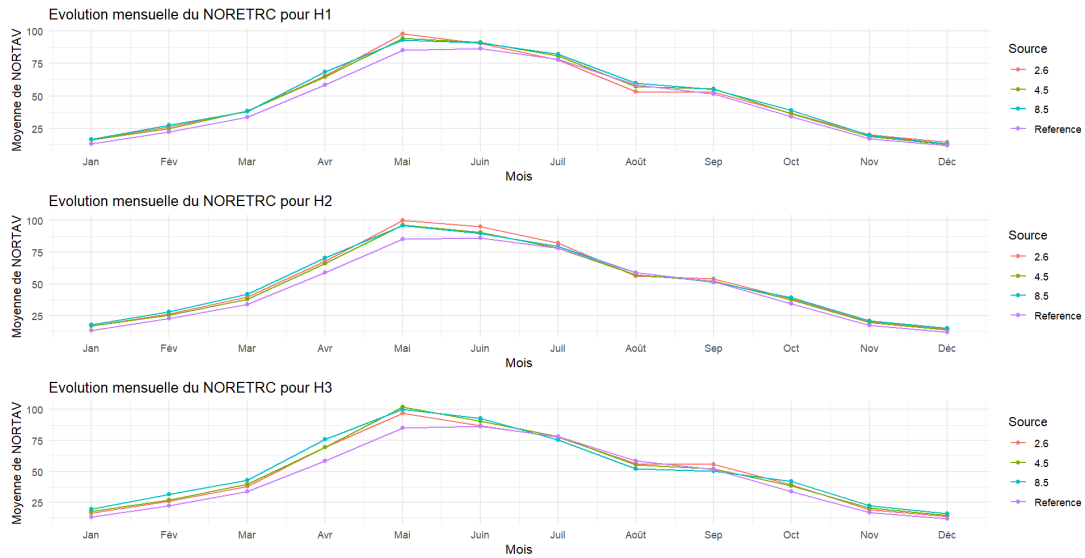 Evolution mensuelle du NORETRC pour H1
Moyenne de NORTAV
100
75
50
25
Jan Fév Mar Avr Mai Juin Juil Août Sep Oct Nov Déc
Mois
Source
2.6
4.5
8.5
Reference
Evolution mensuelle du NORETRC pour H2
Moyenne de NORTAV
100
75
50
25
Jan Fév Mar Avr Mai Juin Juil Août Sep Oct Nov Déc
Mois
Source
2.6
4.5
8.5
Reference
Evolution mensuelle du NORETRC pour H3
Moyenne de NORTAV
100
75
50
25
Jan Fév Mar Avr Mai Juin Juil Août Sep Oct Nov Déc
Mois
Source
2.6
4.5
8.5
Reference